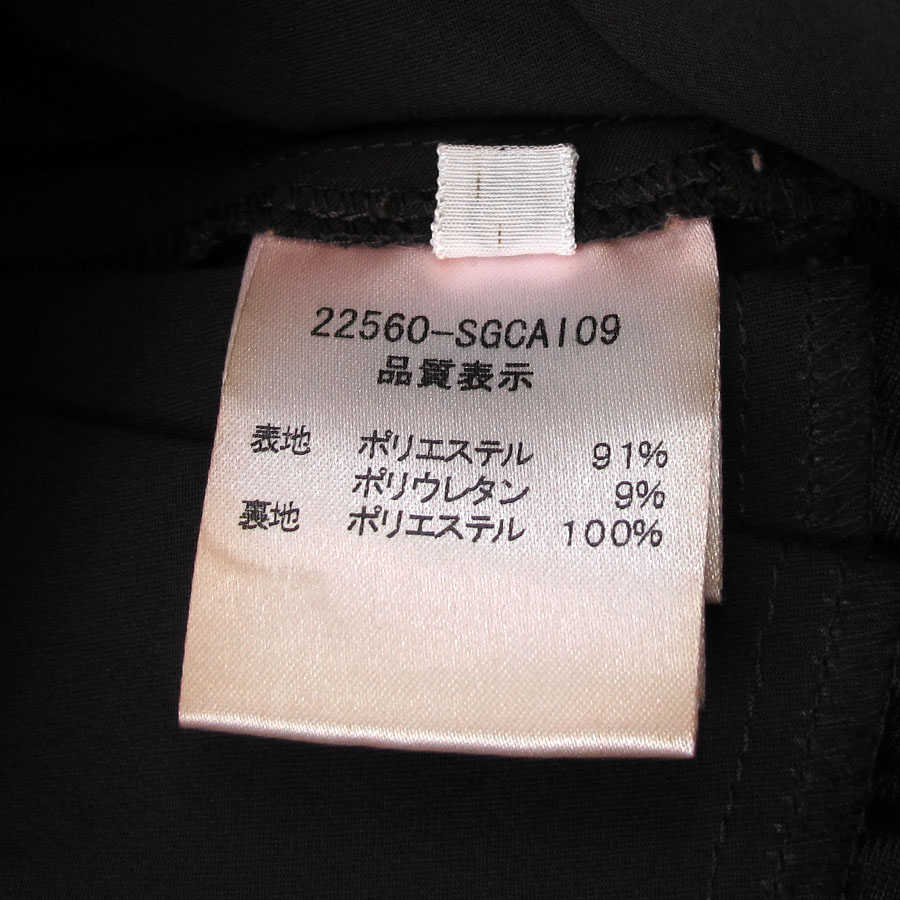 22560-SGCAI09
品質表示
表地 ポリエステル 91%
ポリウレタン 9%
裏地 ポリエステル 100%